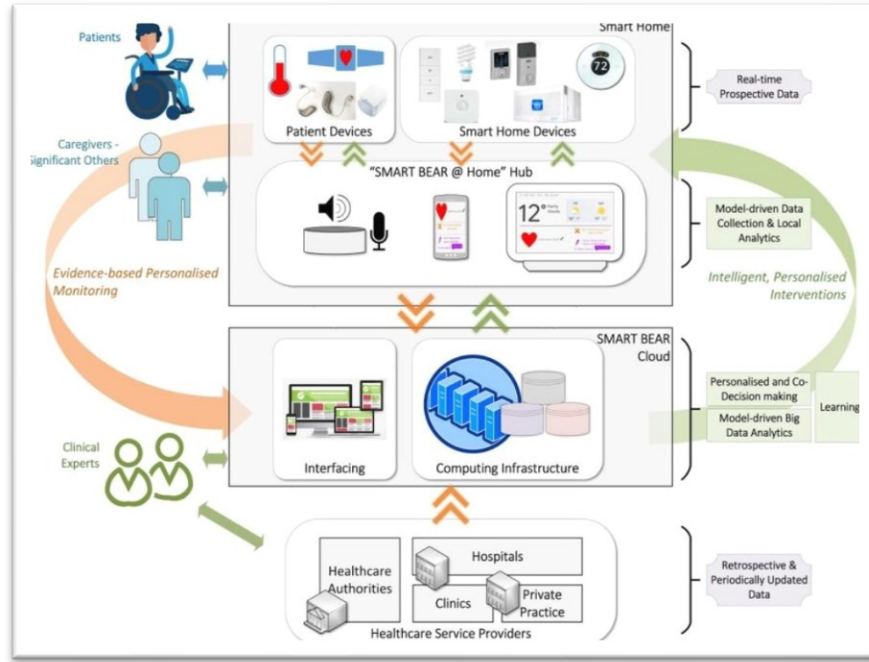 Smart Home
Patients
72
Patient Devices
Smart Home Devices
Real-time
Prospective Data
Caregivers -
Significant Others
"SMART BEAR @ Home" Hub
12°
Model-driven Data
Collection & Local
Analytics
Evidence-based Personalised
Monitoring
Intelligent, Personalised
Interventions
SMART BEAR
Cloud
Personalised and Co-
Decision making
Learning
Model-driven Big
Data Analytics
Clinical
Experts
Interfacing
Computing Infrastructure
Healthcare
Authorities
Hospitals
Clinics
Private
Practice
Healthcare Service Providers
Retrospective &
Periodically Updated
Data